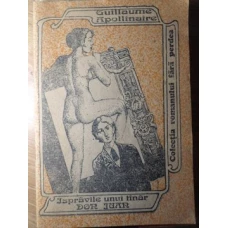 Guillaume
Apollinaire
Colecția romanului fără perdea
Isprăvile unui tînăr
DON JUAN